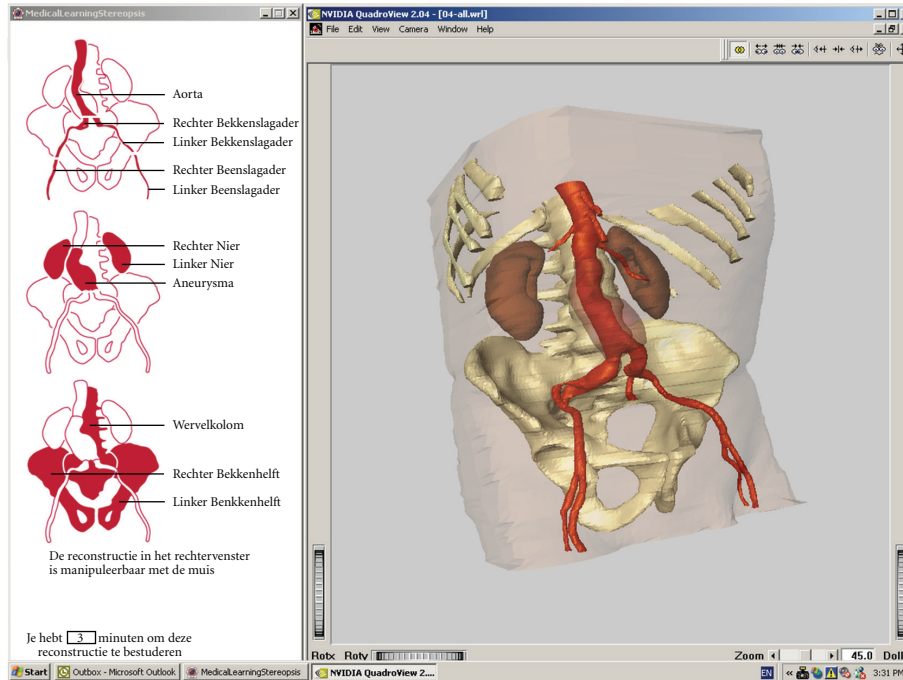 MedicalLearningStereopsis
Aorta
Rechter Bekkenslagader
Linker Bekkenslagader
Rechter Beenslagader
Linker Beenslagader
Rechter Nier
Linker Nier
Aneurysma
Wervelkolom
Rechter Bekkenhelft
Linker Benkkenhelft
De reconstructie in het rechtervenster
is manipuleerbar met de muis
Je hebt 3 minuten om deze
reconstructie te bestuderen
NVIDIA QuadroView 2.04 - [04-all.wrl]
File Edit View Camera Window Help
Rotx Roty Zoom 45.0 Doll
Start Outbox - Microsoft Outlook MedicalLearningStereopsis NVIDIA QuadroView 2.... EN 3:31 PM